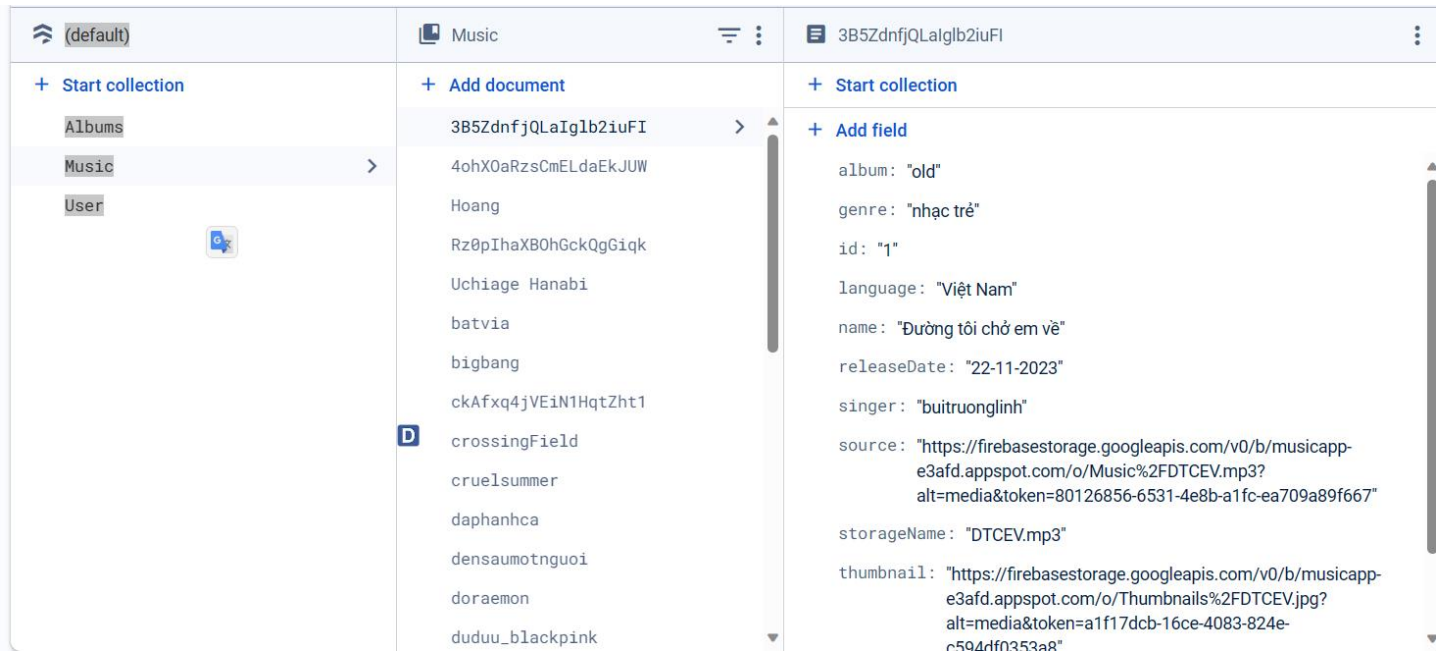 (default)
Start collection
Albums
Music
User
Music
Add document
3B5ZdnfjQLaIglb2iuFI
4ohXOaRzsCmELdaEkJUW
Hoang
Rz0pIhaXBOhGckQgGiqk
Uchiage Hanabi
batvia
bigbang
ckAfxq4jVEiN1HqtZht1
crossingField
cruelsummer
daphanhca
densaumotnguoi
doraemon
duduu_blackpink
D
3B5ZdnfjQLaIglb2iuFI
Start collection
Add field
album: "old"
genre: "nhạc trẻ"
id: "1"
language: "Việt Nam"
name: "Đường tôi chở em về"
releaseDate: "22-11-2023"
singer: "buitruonglinh"
source: "https://firebasestorage.googleapis.com/v0/b/musicapp-
e3afd.appspot.com/o/Music%2FDTCEV.mp3?
alt=media&token=80126856-6531-4e8b-a1fc-ea709a89f667"
storageName: "DTCEV.mp3"
thumbnail: "https://firebasestorage.googleapis.com/v0/b/musicapp-
e3afd.appspot.com/o/Thumbnails%2FDTCEV.jpg?
alt=media&token=a1f17dcb-16ce-4083-824e-
c594df0353a8"